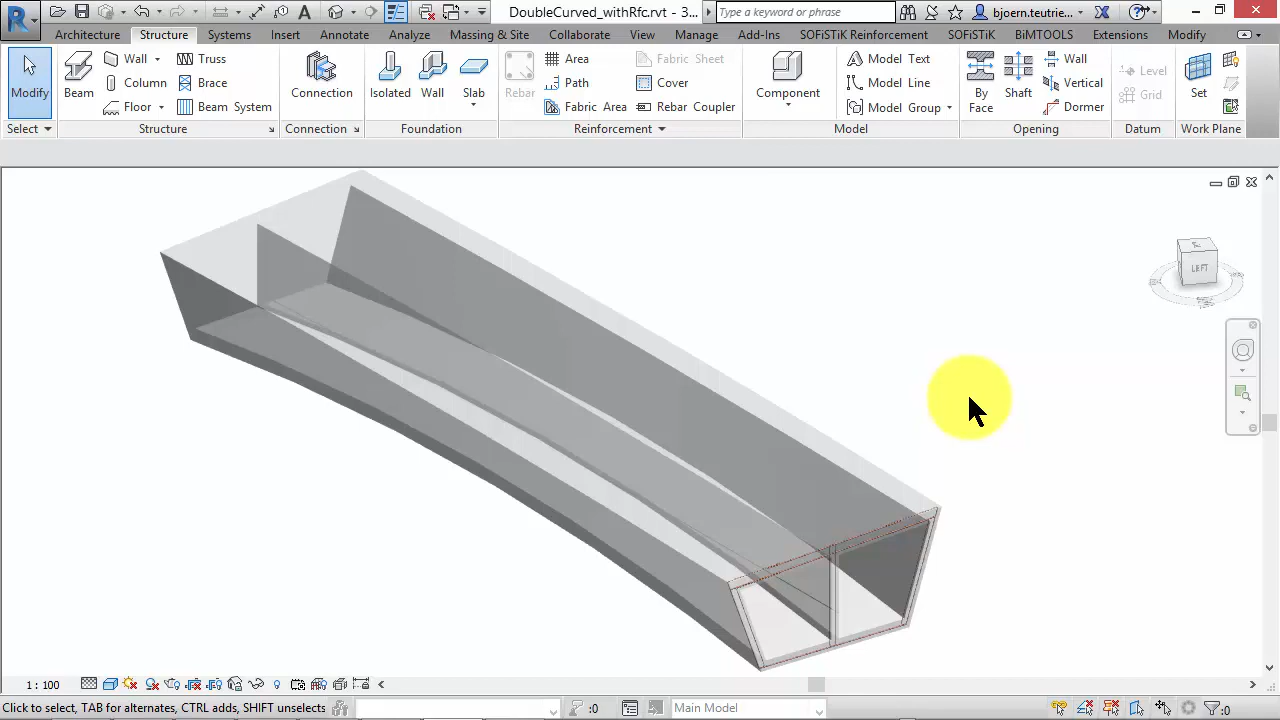 DoubleCurved_withRfc.rvt - 3...
Type a keyword or phrase
bjoern.teutrie...
Architecture Structure Systems Insert Annotate Analyze Massing & Site Collaborate View Manage Add-Ins SOFiSTiK Reinforcement SOFiSTiK BiMTOOLS Extensions Modify
Modify
Beam
Wall
Column
Floor
Truss
Brace
Beam System
Connection
Isolated
Wall
Slab
Rebar
Area
Path
Fabric Area
Fabric Sheet
Cover
Rebar Coupler
Component
Model Text
Model Line
Model Group
By
Face
Shaft
Wall
Vertical
Dormer
Level
Grid
Set
Select Structure Connection Foundation Reinforcement Model Opening Datum Work Plane
LEFT
1 : 100
Click to select, TAB for alternates, CTRL adds, SHIFT unselects
:0
Main Model
:0